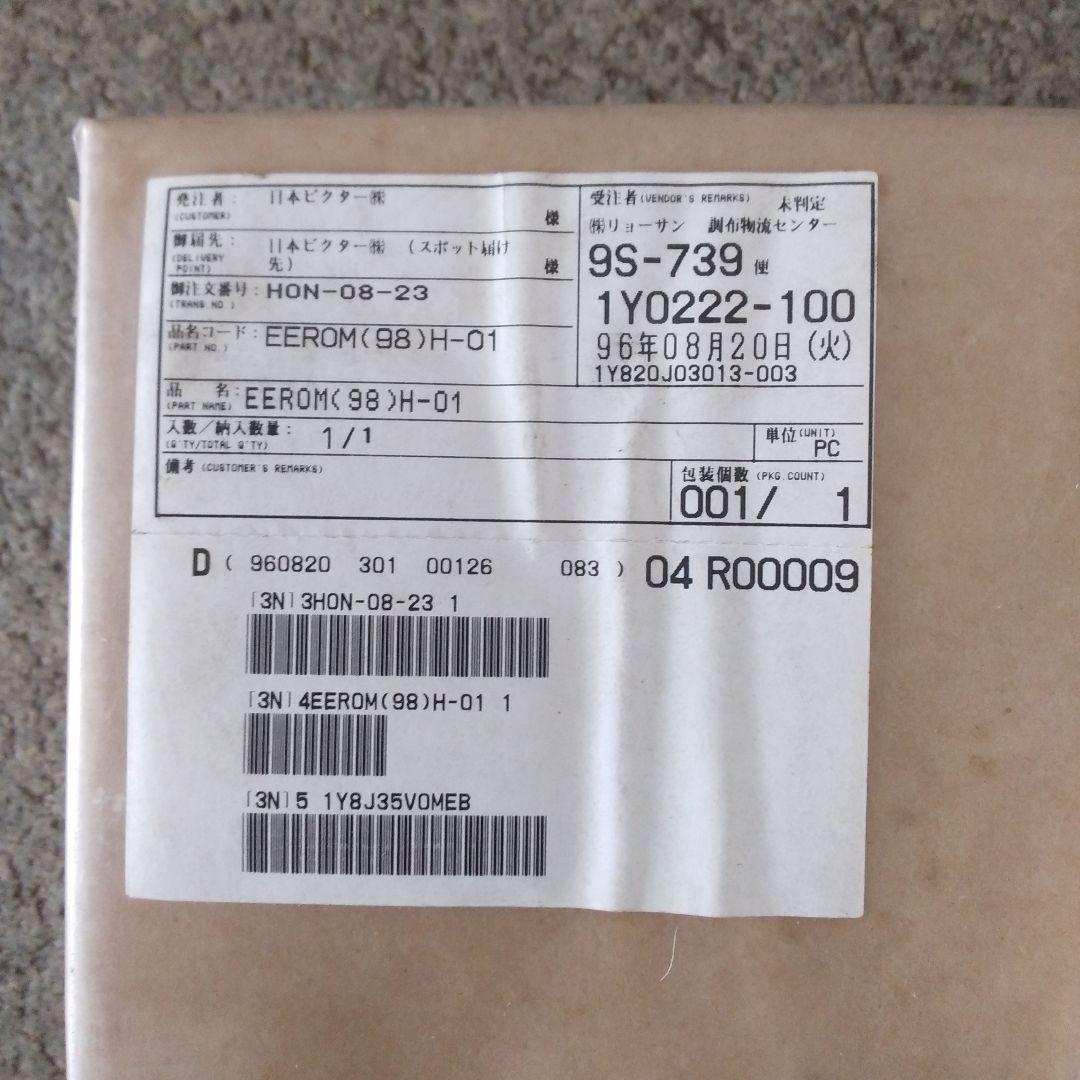 発注者: 日本ビクター㈱
(CUSTOMER) 様
御届先: 日本ビクター㈱ (スポット届け
(DELIVERY POINT) 先) 様
御注文番号: HON-08-23
(TRANS NO.)
品名コード: EEROM(98)H-01
(PART NO.)
受注者(VENDOR'S REMARKS) 未判定
㈱リョーサン 調布物流センター
9S-739 便
1Y0222-100
96年08月20日(火)
1Y820J03013-003
品 名: EEROM(98)H-01
(PART NAME)
入数/納入数量: 1/1
(Q'TY/TOTAL Q'TY)
単位(UNIT)
PC
備考(CUSTOMER'S REMARKS)
包装個数(PKG.COUNT)
001/ 1
D ( 960820 301 00126 083 ) 04 R00009
[3N]3HON-08-23 1
[3N]4EEROM(98)H-01 1
[3N]5 1Y8J35V0MEB